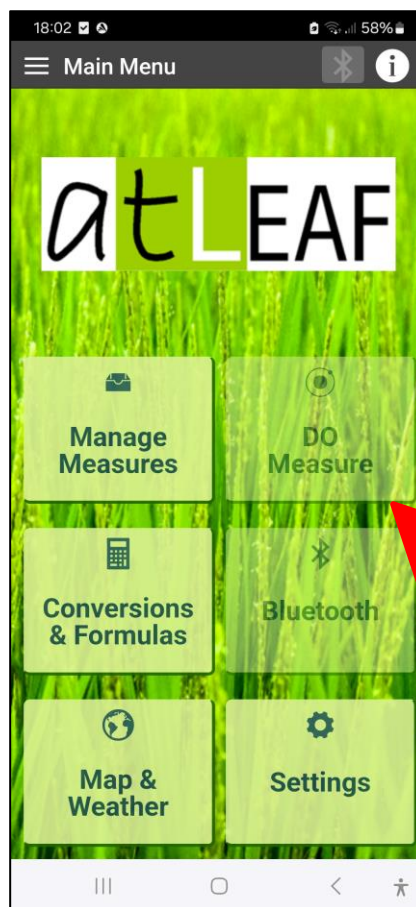 18:02 58%
Main Menu i
atLEAF
Manage
Measures
DO
Measure
Conversions
& Formulas
Bluetooth
Map &
Weather
Settings